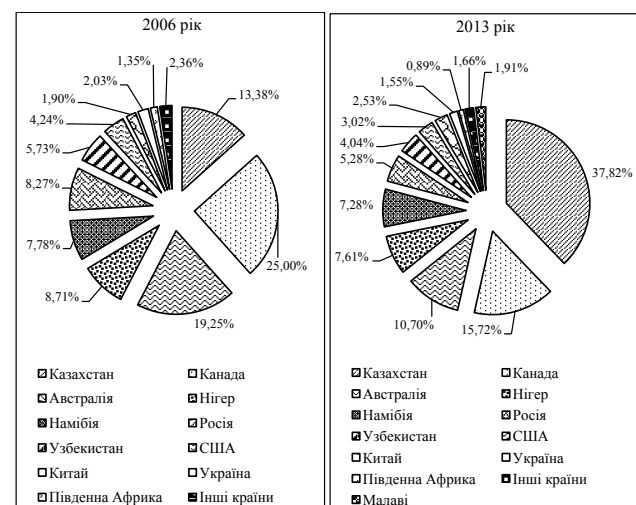 2006 рік
13,38%
25,00%
19,25%
8,71%
7,78%
8,27%
5,73%
4,24%
1,90%
2,03%
1,35%
2,36%
Казахстан Канада
Австралія Нігер
Намібія Росія
Узбекистан США
Китай Україна
Південна Африка Інші країни
2013 рік
37,82%
15,72%
10,70%
7,61%
7,28%
5,28%
4,04%
3,02%
2,53%
1,55%
0,89%
1,66%
1,91%
Казахстан Канада
Австралія Нігер
Намібія Росія
Узбекистан США
Китай Україна
Південна Африка Інші країни
Малаві